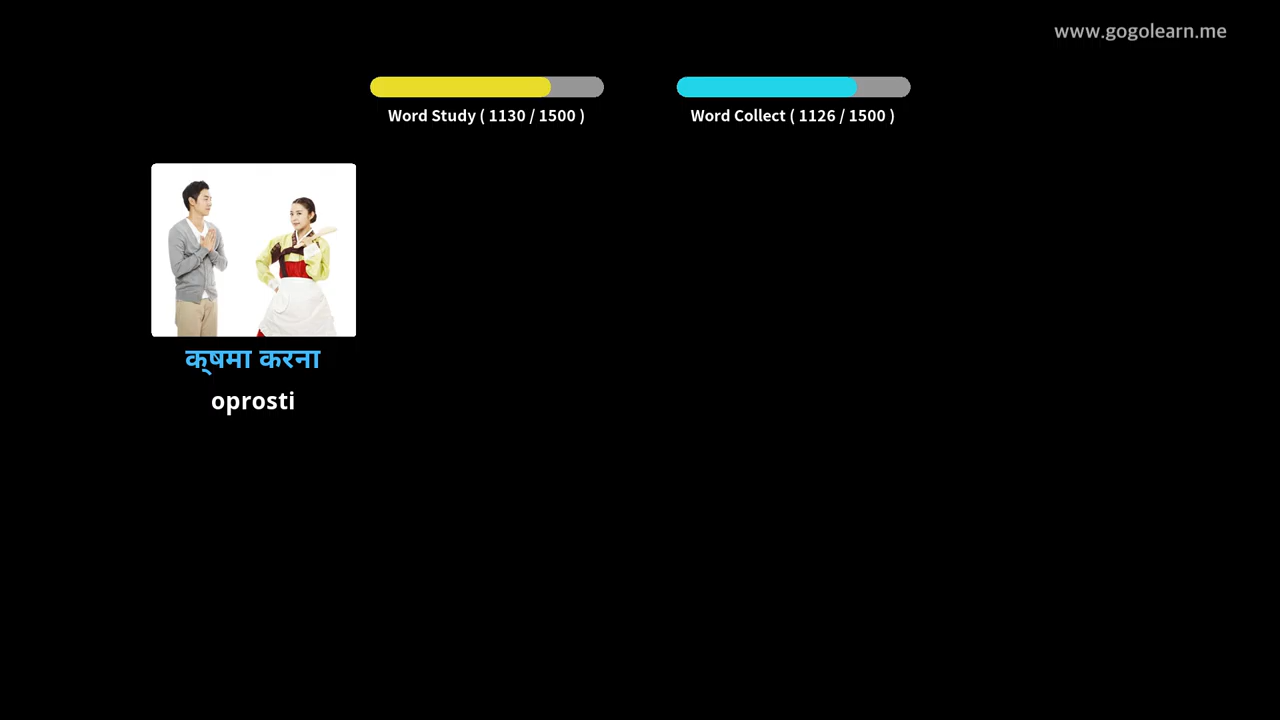 www.gogolearn.me
Word Study ( 1130 / 1500 )
Word Collect ( 1126 / 1500 )
क्षमा करना
oprosti